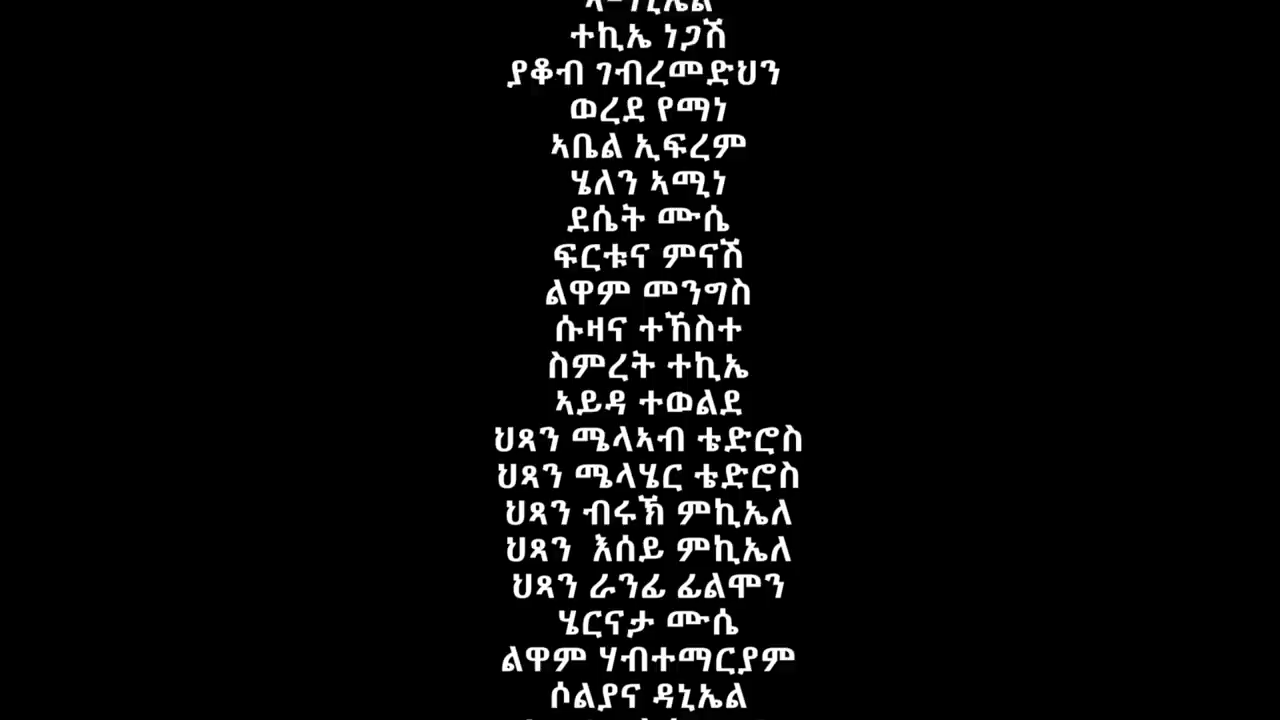 ተኪኤ ነጋሽ
ያቆብ ገብረመድህን
ወረደ የማነ
ኣቤል ኢፍረም
ሄለን ኣሚነ
ደሴት ሙሴ
ፍርቱና ምናሽ
ልዋም መንግስ
ሱዛና ተኸስተ
ስምረት ተኪኤ
ኣይዳ ተወልደ
ህጻን ሜላኣብ ቴድሮስ
ህጻን ሜላሄር ቴድሮስ
ህጻን ብሩኽ ምኪኤለ
ህጻን እሰይ ምኪኤለ
ህጻን ራንፊ ፊልሞን
ሄርናታ ሙሴ
ልዋም ሃብተማርያም
ሶልያና ዳኒኤል